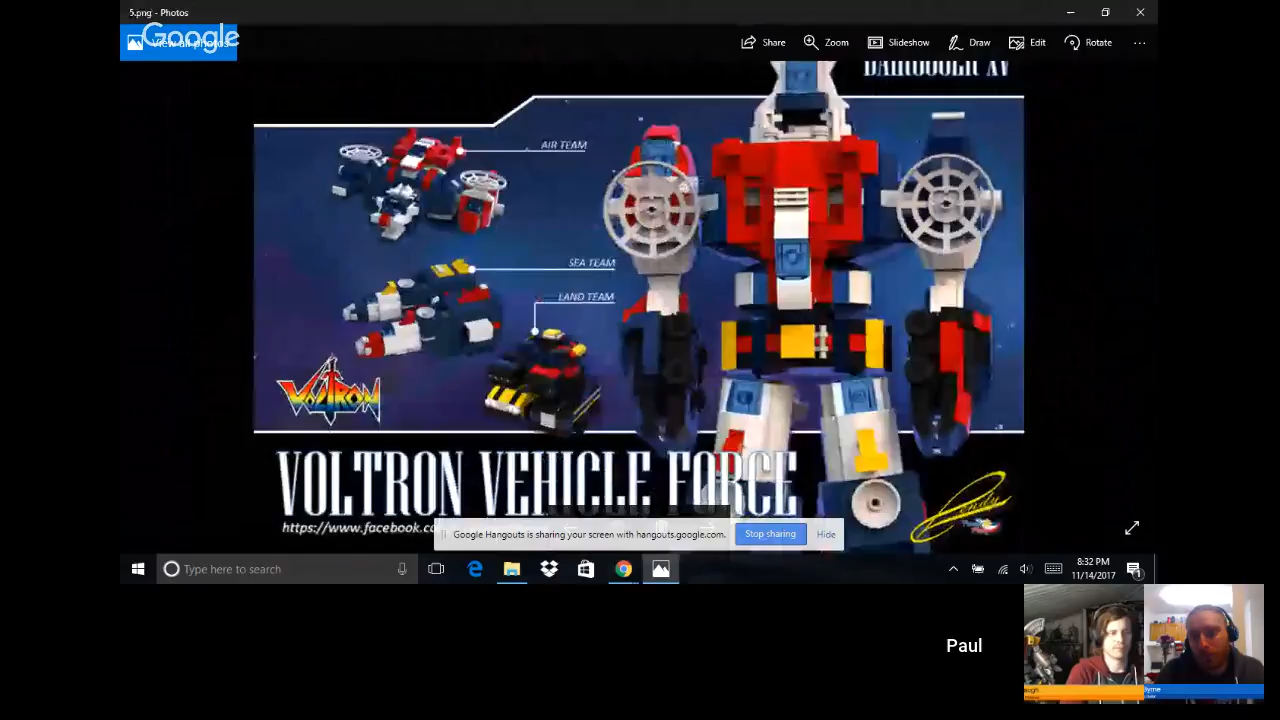 5.png - Photos
Google
View all photos
Share
Zoom
Slideshow
Draw
Edit
Rotate
DAIRUGGER XV
AIR TEAM
SEA TEAM
LAND TEAM
VOLTRON
VOLTRON VEHICLE FORCE
https://www.facebook.co
Google Hangouts is sharing your screen with hangouts.google.com.
Stop sharing
Hide
Type here to search
8:32 PM
11/14/2017
1
Paul